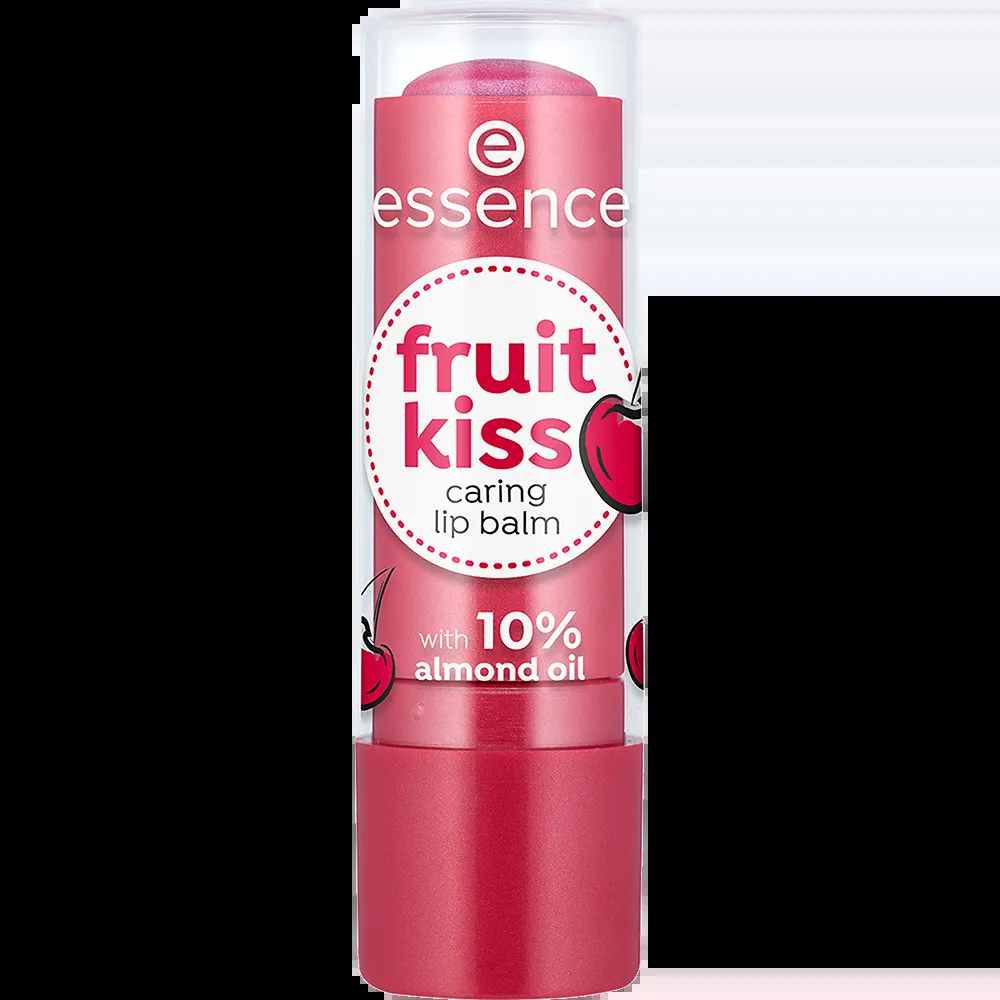 e
essence
fruit
kiss
caring
lip balm
with 10%
almond oil